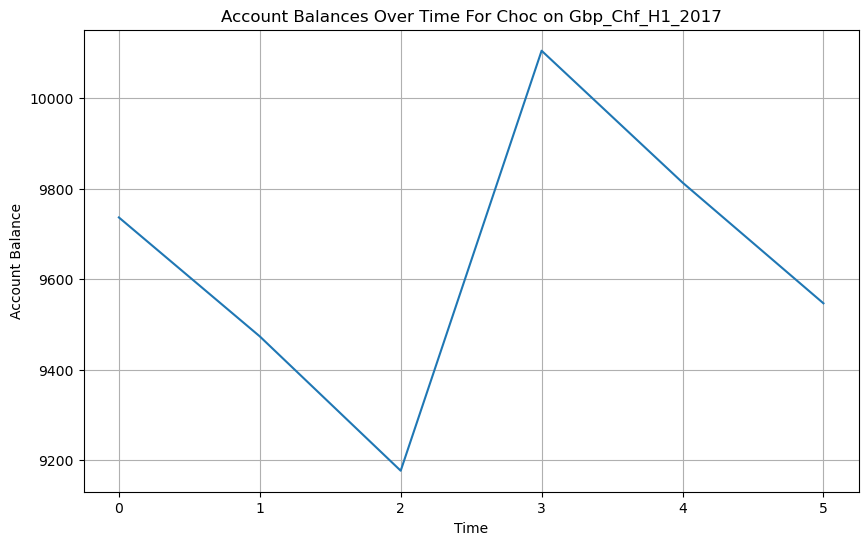 Account Balances Over Time For Choc on Gbp_Chf_H1_2017
10000
9800
9600
9400
9200
Account Balance
0 1 2 3 4 5
Time